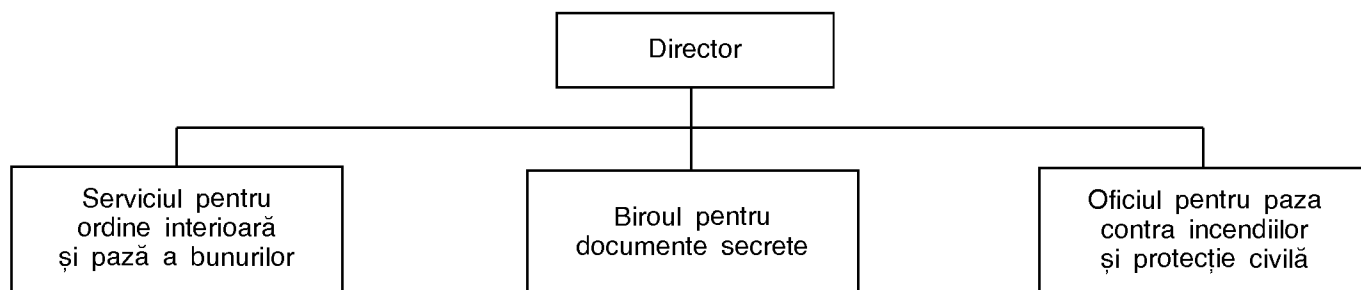 Director
Serviciul pentru
ordine interioară
și pază a bunurilor
Biroul pentru
documente secrete
Oficiul pentru paza
contra incendiilor
și protecție civilă